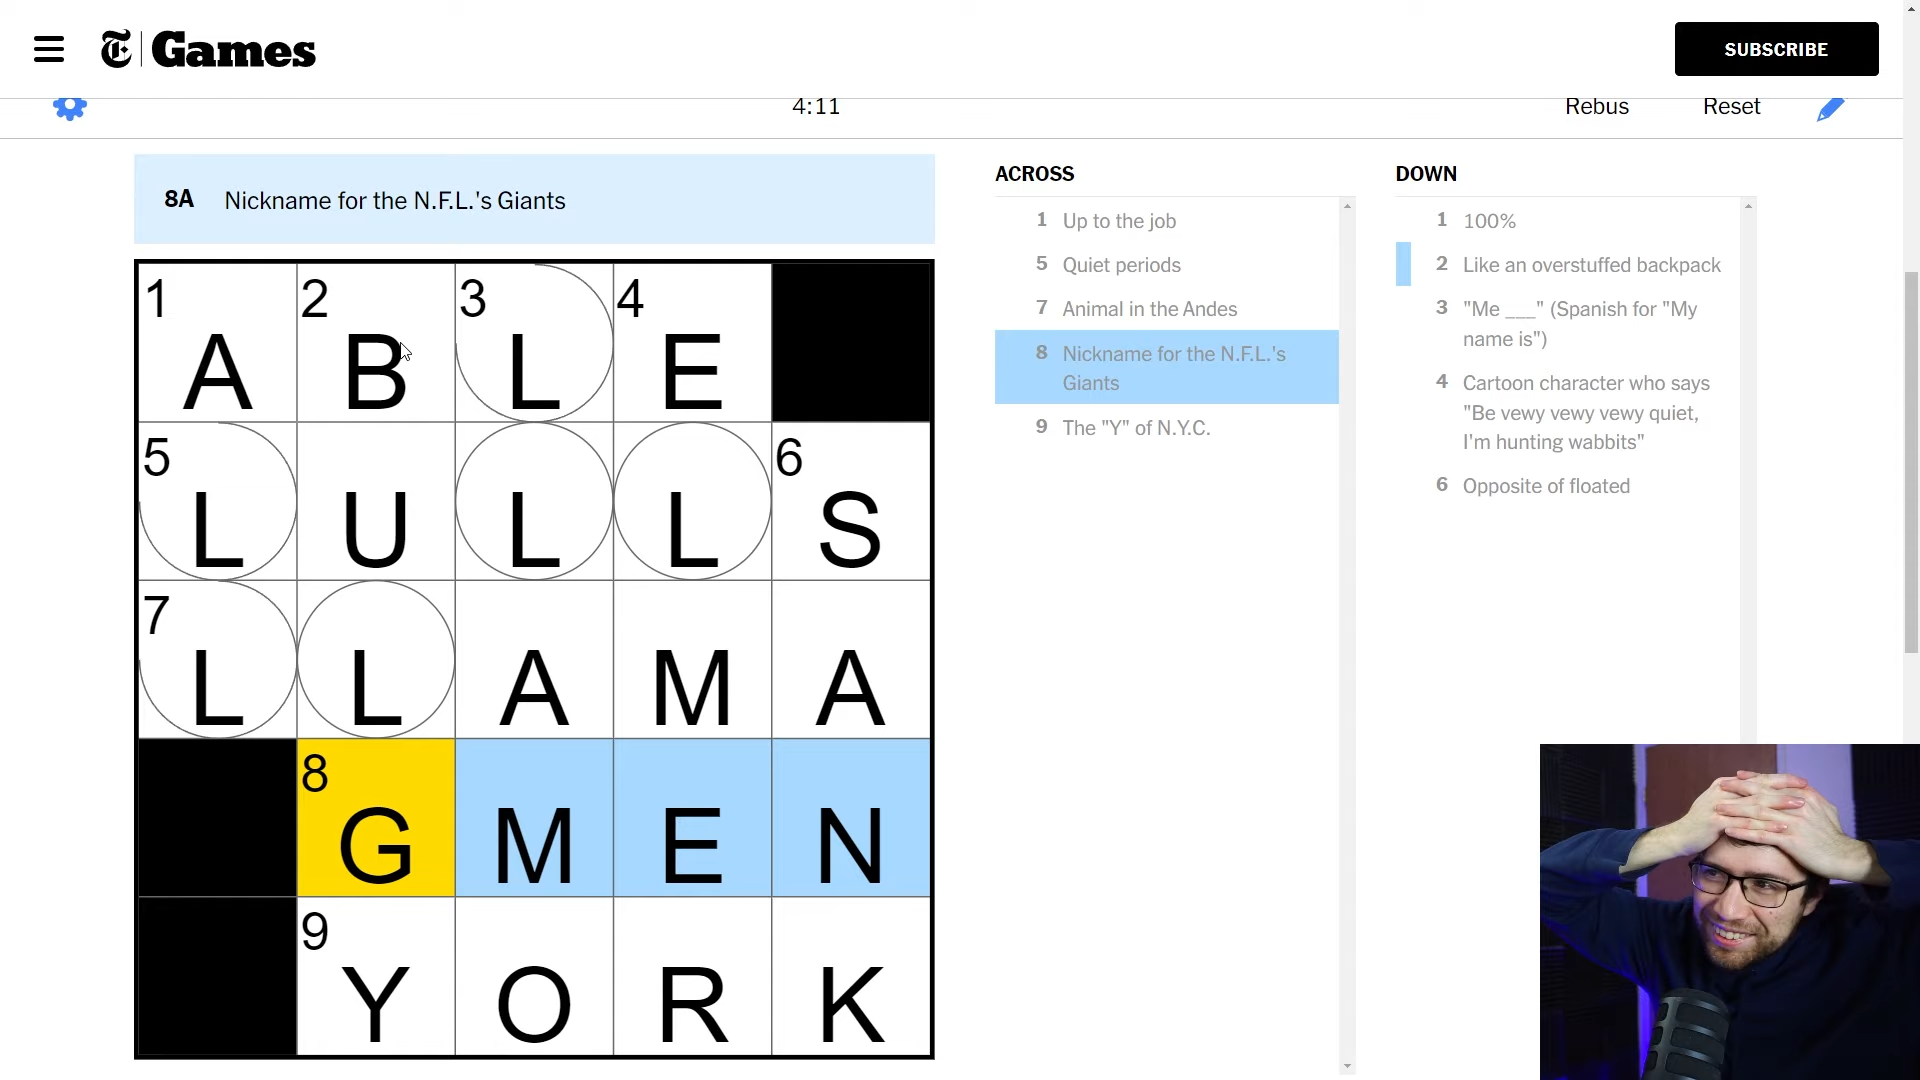 T Games
SUBSCRIBE
4:11
Rebus
Reset
8A Nickname for the N.F.L.'s Giants
1 A 2 B 3 L 4 E
5 L U L L 6 S
7 L L A M A
8 G M E N
9 Y O R K
ACROSS
1 Up to the job
5 Quiet periods
7 Animal in the Andes
8 Nickname for the N.F.L.'s
Giants
9 The "Y" of N.Y.C.
DOWN
1 100%
2 Like an overstuffed backpack
3 "Me ___" (Spanish for "My
name is")
4 Cartoon character who says
"Be vewy vewy vewy quiet,
I'm hunting wabbits"
6 Opposite of floated